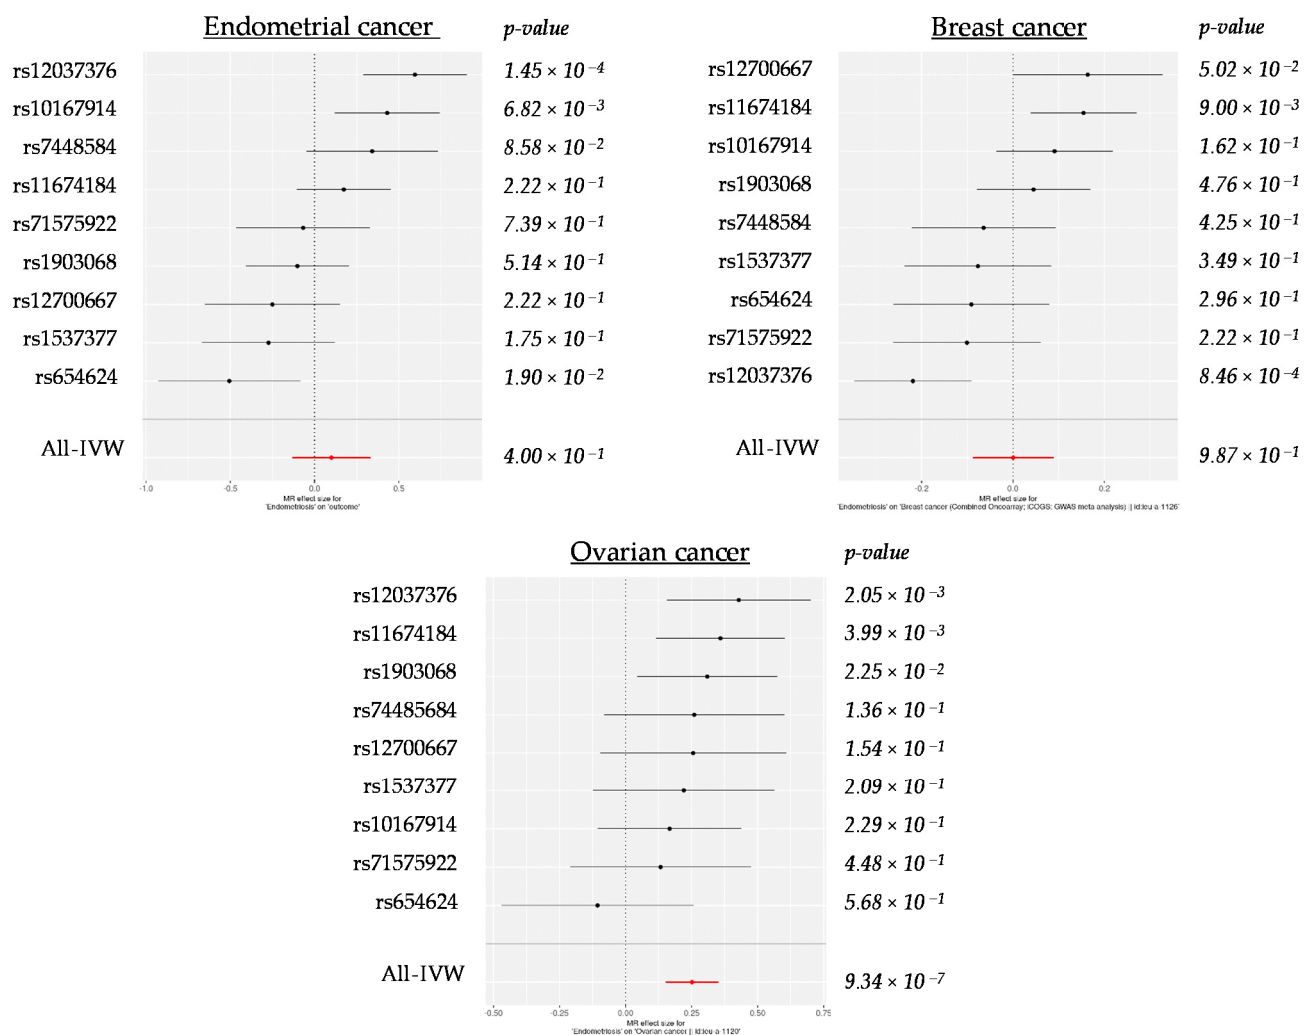 Endometrial cancer p-value
rs12037376 1.45 × 10 –4
rs10167914 6.82 × 10 –3
rs7448584 8.58 × 10 –2
rs11674184 2.22 × 10 –1
rs71575922 7.39 × 10 –1
rs1903068 5.14 × 10 –1
rs12700667 2.22 × 10 –1
rs1537377 1.75 × 10 –1
rs654624 1.90 × 10 –2
All-IVW 4.00 × 10 –1
-1.0 -0.5 0.0 0.5
MR effect size for
'Endometriosis' on 'outcome'
Breast cancer p-value
rs12700667 5.02 × 10 –2
rs11674184 9.00 × 10 –3
rs10167914 1.62 × 10 –1
rs1903068 4.76 × 10 –1
rs7448584 4.25 × 10 –1
rs1537377 3.49 × 10 –1
rs654624 2.96 × 10 –1
rs71575922 2.22 × 10 –1
rs12037376 8.46 × 10 –4
All-IVW 9.87 × 10 –1
-0.2 0.0 0.2
MR effect size for
'Endometriosis' on 'Breast cancer (Combined Oncoarray; iCOGS; GWAS meta analysis) || id:ieu-a-1126'
Ovarian cancer p-value
rs12037376 2.05 × 10 –3
rs11674184 3.99 × 10 –3
rs1903068 2.25 × 10 –2
rs74485684 1.36 × 10 –1
rs12700667 1.54 × 10 –1
rs1537377 2.09 × 10 –1
rs10167914 2.29 × 10 –1
rs71575922 4.48 × 10 –1
rs654624 5.68 × 10 –1
All-IVW 9.34 × 10 –7
-0.50 -0.25 0.00 0.25 0.50 0.75
MR effect size for
'Endometriosis' on 'Ovarian cancer || id:ieu-a-1120'